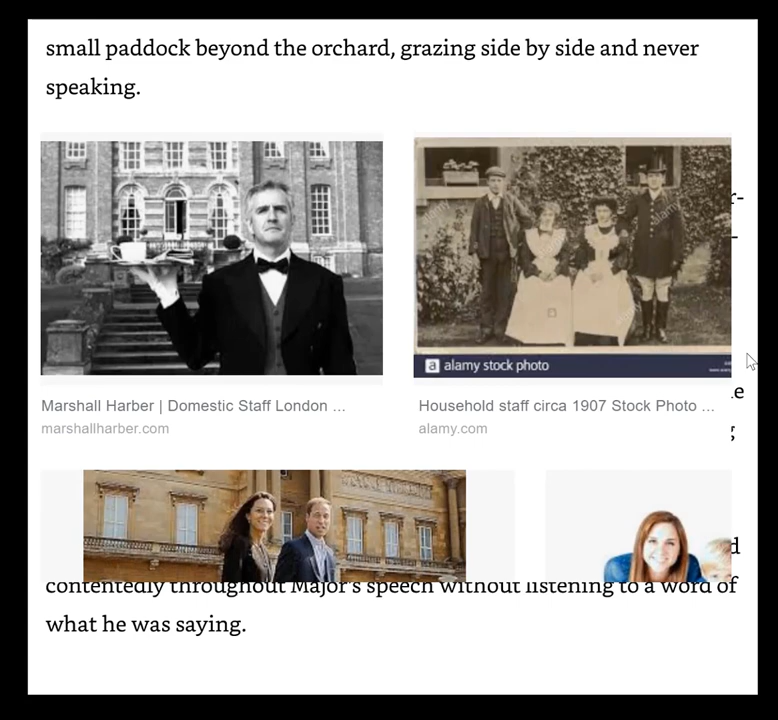 small paddock beyond the orchard, grazing side by side and never
speaking.
r-
alamy
alamy stock photo
e
Marshall Harber | Domestic Staff London ...
Household staff circa 1907 Stock Photo ...
marshallharber.com
alamy.com
g
d
contentedly throughout Major's speech without listening to a word of
what he was saying.